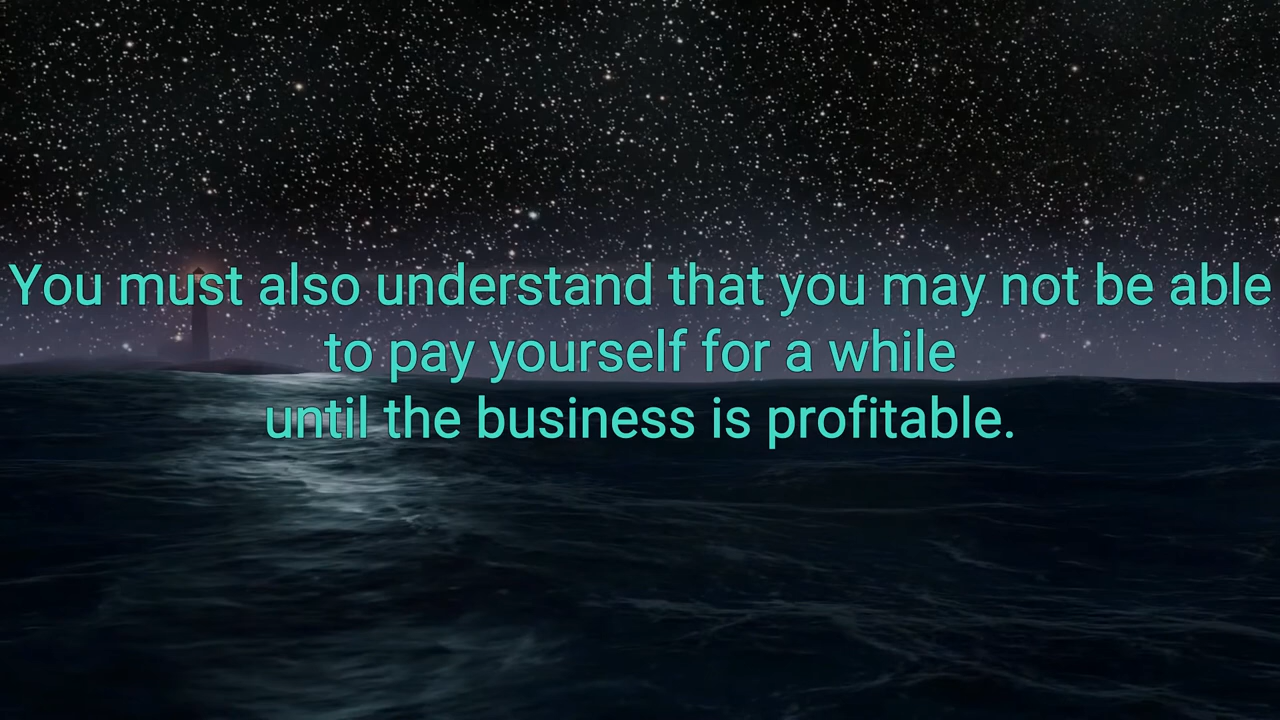 You must also understand that you may not be able
to pay yourself for a while
until the business is profitable.